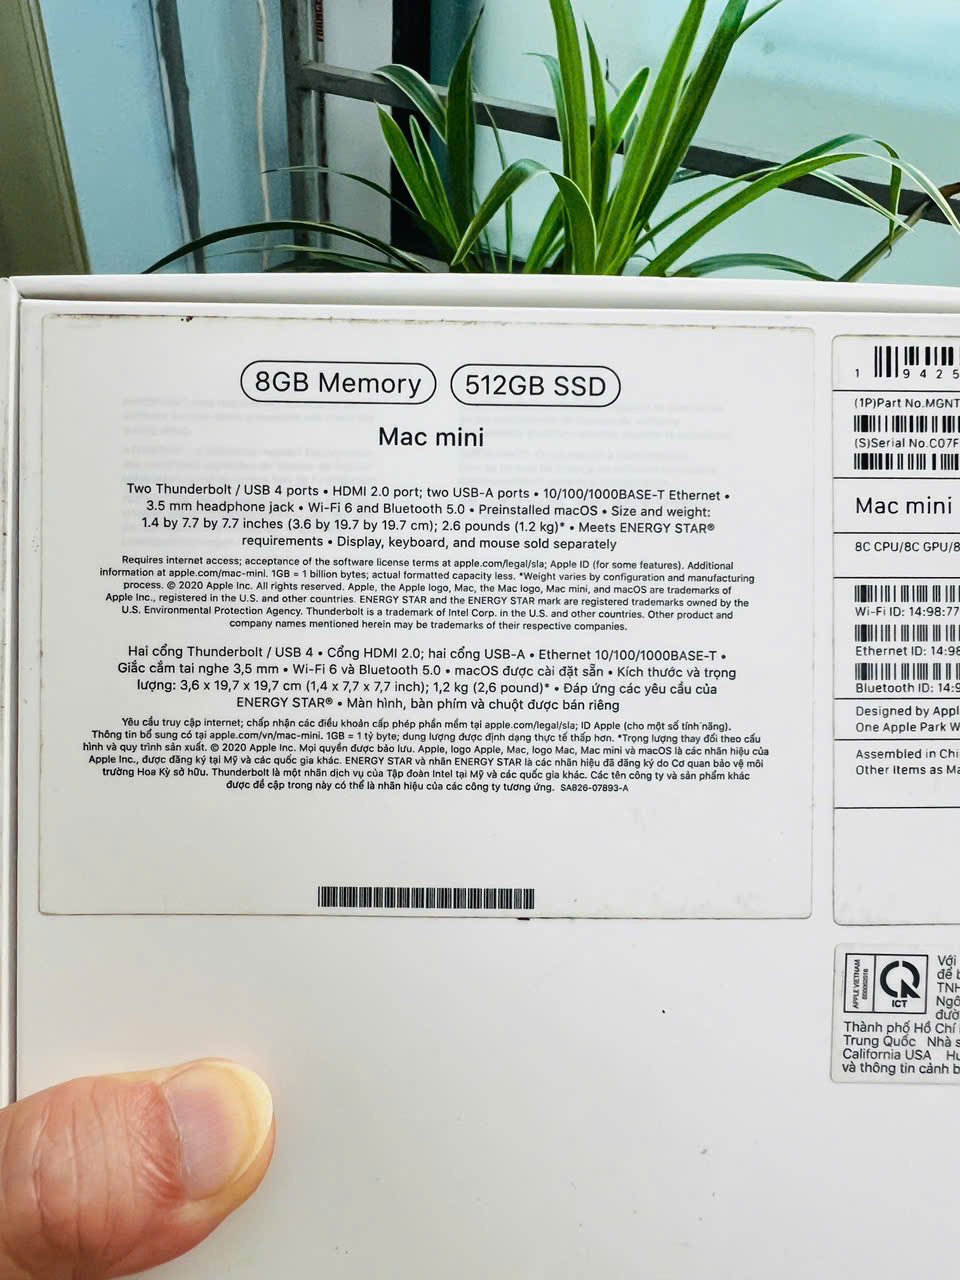 8GB Memory
512GB SSD
Mac mini
Two Thunderbolt / USB 4 ports • HDMI 2.0 port; two USB-A ports • 10/100/1000BASE-T Ethernet •
3.5 mm headphone jack • Wi-Fi 6 and Bluetooth 5.0 • Preinstalled macOS • Size and weight:
1.4 by 7.7 by 7.7 inches (3.6 by 19.7 by 19.7 cm); 2.6 pounds (1.2 kg)* • Meets ENERGY STAR®
requirements • Display, keyboard, and mouse sold separately
Requires internet access; acceptance of the software license terms at apple.com/legal/sla; Apple ID (for some features). Additional
information at apple.com/mac-mini. 1GB = 1 billion bytes; actual formatted capacity less. *Weight varies by configuration and manufacturing
process. © 2020 Apple Inc. All rights reserved. Apple, the Apple logo, Mac, the Mac logo, Mac mini, and macOS are trademarks of
Apple Inc., registered in the U.S. and other countries. ENERGY STAR and the ENERGY STAR mark are registered trademarks owned by the
U.S. Environmental Protection Agency. Thunderbolt is a trademark of Intel Corp. in the U.S. and other countries. Other product and
company names mentioned herein may be trademarks of their respective companies.
Hai cổng Thunderbolt / USB 4 • Cổng HDMI 2.0; hai cổng USB-A • Ethernet 10/100/1000BASE-T •
Giắc cắm tai nghe 3,5 mm • Wi-Fi 6 và Bluetooth 5.0 • macOS được cài đặt sẵn • Kích thước và trọng
lượng: 3,6 x 19,7 x 19,7 cm (1,4 x 7,7 x 7,7 inch); 1,2 kg (2,6 pound)* • Đáp ứng các yêu cầu của
ENERGY STAR® • Màn hình, bàn phím và chuột được bán riêng
Yêu cầu truy cập internet; chấp nhận các điều khoản cấp phép phần mềm tại apple.com/legal/sla; ID Apple (cho một số tính năng).
Thông tin bổ sung có tại apple.com/vn/mac-mini. 1GB = 1 tỷ byte; dung lượng được định dạng thực tế thấp hơn. *Trọng lượng thay đổi theo cấu
hình và quy trình sản xuất. © 2020 Apple Inc. Mọi quyền được bảo lưu. Apple, logo Apple, Mac, logo Mac, Mac mini và macOS là các nhãn hiệu của
Apple Inc., được đăng ký tại Mỹ và các quốc gia khác. ENERGY STAR và nhãn ENERGY STAR là các nhãn hiệu đã đăng ký do Cơ quan bảo vệ môi
trường Hoa Kỳ sở hữu. Thunderbolt là một nhãn dịch vụ của Tập đoàn Intel tại Mỹ và các quốc gia khác. Các tên công ty và sản phẩm khác
được đề cập trong này có thể là nhãn hiệu của các công ty tương ứng. SA826-07893-A
1 9425
(1P)Part No.MGNT
(S)Serial No.C07F
Mac mini
8C CPU/8C GPU/8
Wi-Fi ID: 14:98:77
Ethernet ID: 14:98
Bluetooth ID: 14:9
Designed by Appl
One Apple Park W
Assembled in Chi
Other Items as Ma
APPLE VIETNAM
ICT
Với
để b
TNH
Ngô
đườ
Thành phố Hồ Chí
Trung Quốc Nhà s
California USA Hu
và thông tin cảnh b